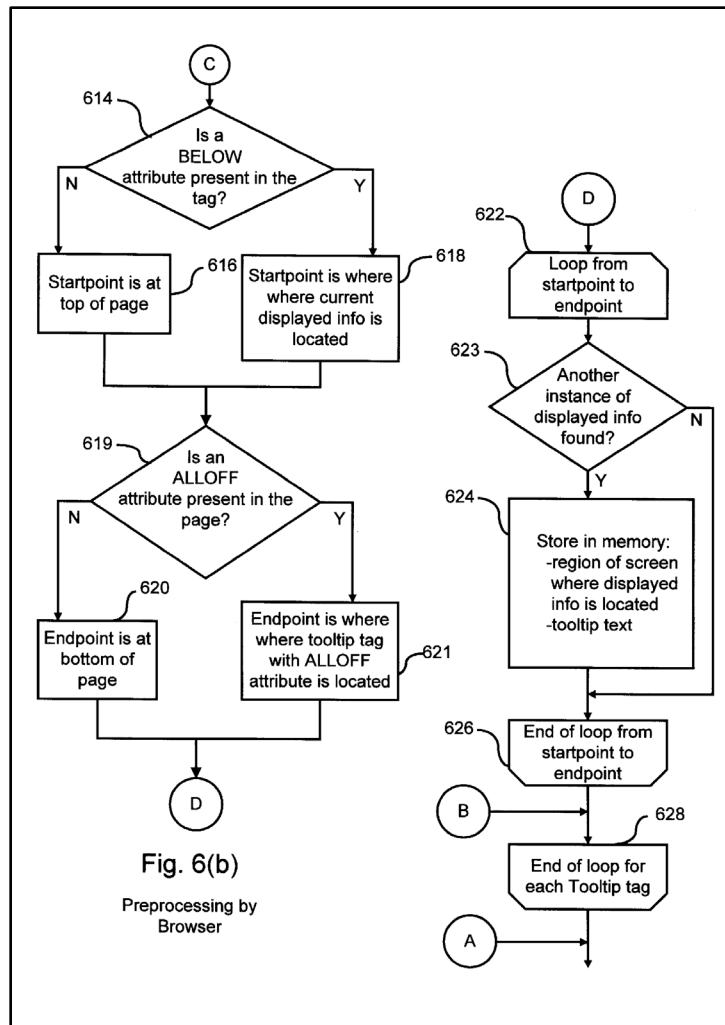 C
614
Is a
BELOW
attribute present in the
tag?
N
Y
Startpoint is at
top of page
616
Startpoint is where
where current
displayed info is
located
618
619
Is an
ALLOFF
attribute present in the
page?
N
Y
620
Endpoint is at
bottom of
page
Endpoint is where
where tooltip tag
with ALLOFF
attribute is located
621
D
Fig. 6(b)
Preprocessing by
Browser
D
622
Loop from
startpoint to
endpoint
623
Another
instance of
displayed info
found?
N
Y
624
Store in memory:
-region of screen
where displayed
info is located
-tooltip text
626
End of loop from
startpoint to
endpoint
B
628
End of loop for
each Tooltip tag
A